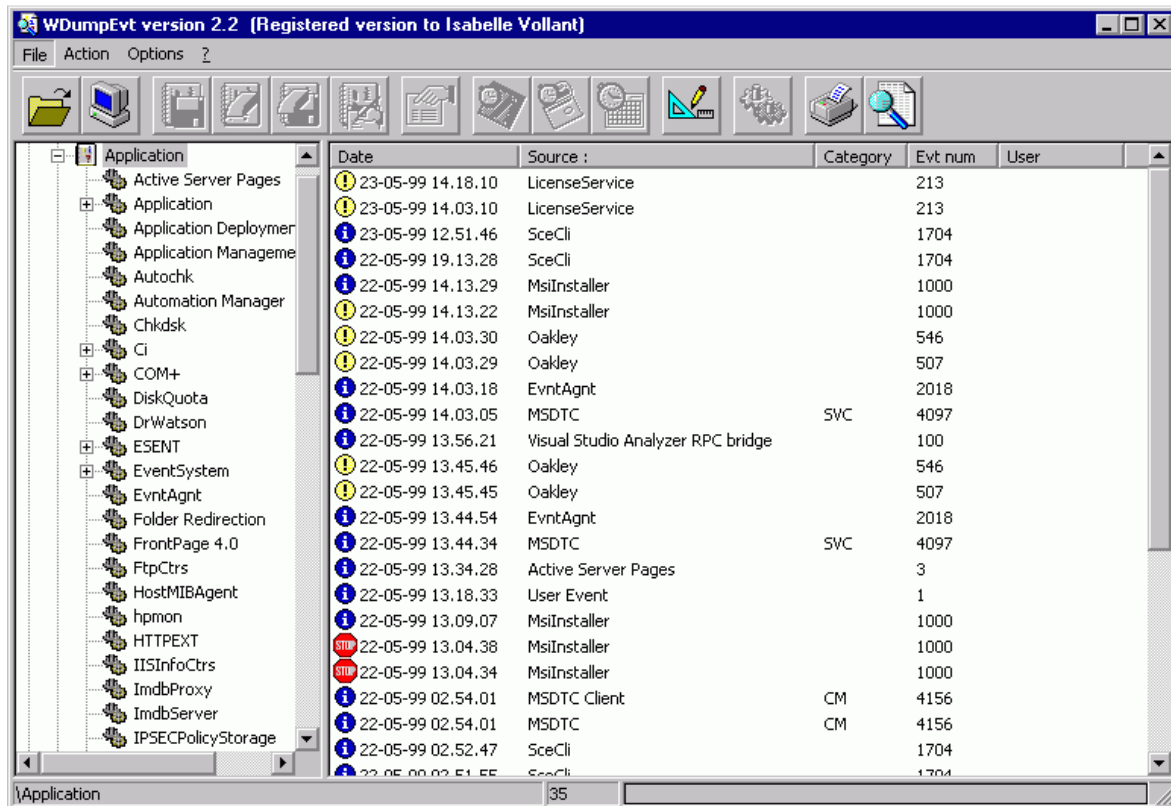 WDumpEvt version 2.2 (Registered version to Isabelle Vollant)
File Action Options ?
Application
Active Server Pages
Application
Application Deploymer
Application Manageme
Autochk
Automation Manager
Chkdsk
Ci
COM+
DiskQuota
DrWatson
ESENT
EventSystem
EvntAgnt
Folder Redirection
FrontPage 4.0
FtpCtrs
HostMIBAgent
hpmon
HTTPEXT
IISInfoCtrs
ImdbProxy
ImdbServer
IPSECPolicyStorage
Date Source : Category Evt num User
23-05-99 14.18.10 LicenseService 213
23-05-99 14.03.10 LicenseService 213
23-05-99 12.51.46 SceCli 1704
22-05-99 19.13.28 SceCli 1704
22-05-99 14.13.29 MsiInstaller 1000
22-05-99 14.13.22 MsiInstaller 1000
22-05-99 14.03.30 Oakley 546
22-05-99 14.03.29 Oakley 507
22-05-99 14.03.18 EvntAgnt 2018
22-05-99 14.03.05 MSDTC SVC 4097
22-05-99 13.56.21 Visual Studio Analyzer RPC bridge 100
22-05-99 13.45.46 Oakley 546
22-05-99 13.45.45 Oakley 507
22-05-99 13.44.54 EvntAgnt 2018
22-05-99 13.44.34 MSDTC SVC 4097
22-05-99 13.34.28 Active Server Pages 3
22-05-99 13.18.33 User Event 1
22-05-99 13.09.07 MsiInstaller 1000
STOP 22-05-99 13.04.38 MsiInstaller 1000
STOP 22-05-99 13.04.34 MsiInstaller 1000
22-05-99 02.54.01 MSDTC Client CM 4156
22-05-99 02.54.01 MSDTC CM 4156
22-05-99 02.52.47 SceCli 1704
22-05-99 02.51.55 SceCli 1704
\Application 35